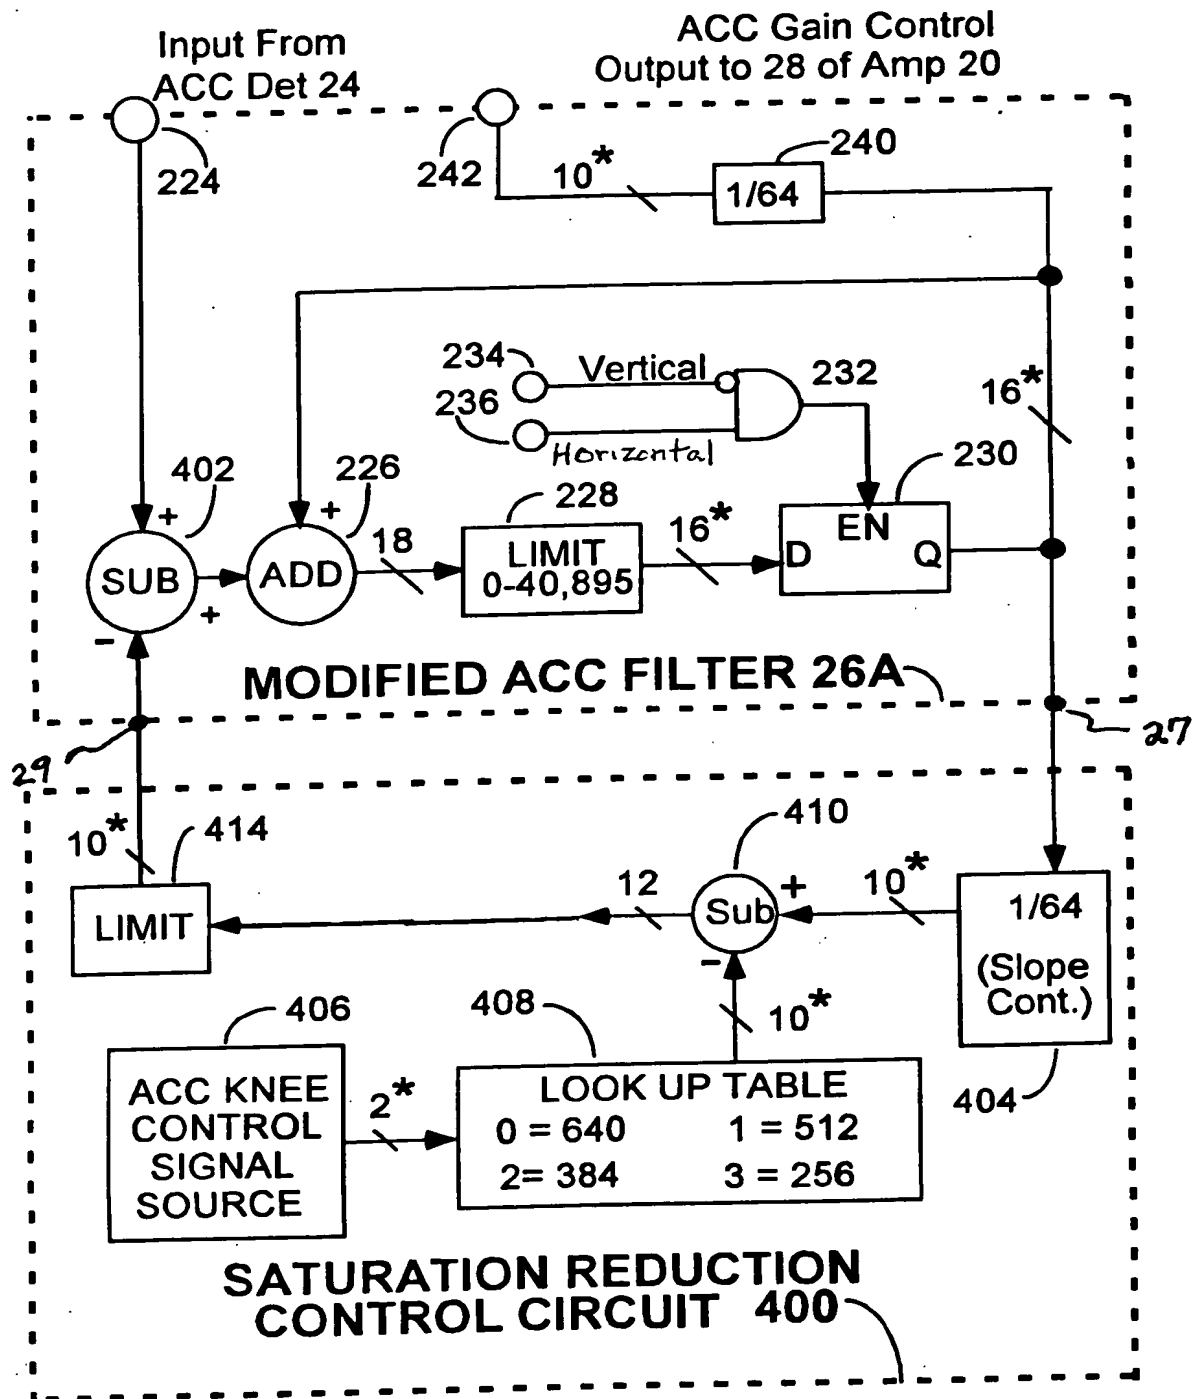 Input From
ACC Det 24
ACC Gain Control
Output to 28 of Amp 20
224
242
10*
240
1/64
234
Vertical
232
236
Horizontal
16*
402
226
228
230
+
+
SUB
+
-
ADD
18
LIMIT
0-40,895
16*
EN
D
Q
MODIFIED ACC FILTER 26A
29
27
10*
414
410
LIMIT
12
Sub
+
-
10*
1/64
(Slope
Cont.)
406
408
10*
404
ACC KNEE
CONTROL
SIGNAL
SOURCE
2*
LOOK UP TABLE
0 = 640 1 = 512
2= 384 3 = 256
SATURATION REDUCTION
CONTROL CIRCUIT 400